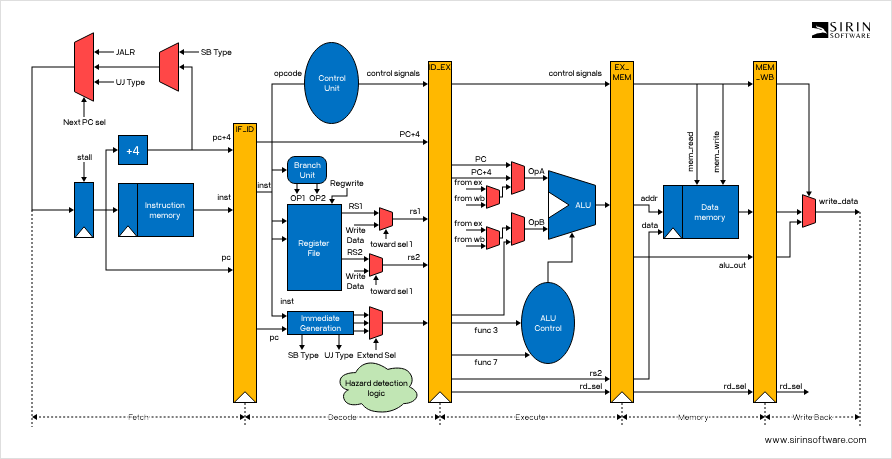 SIRIN
SOFTWARE
JALR
SB Type
UJ Type
Next PC sel
stall
+4
pc+4
Instruction
memory
inst
pc
IF_ID
inst
opcode
Control
Unit
control signals
PC+4
Branch
Unit
OP1
OP2
Regwrite
Register
File
RS1
Write
Data
toward sel 1
rs1
RS2
Write
Data
toward sel 1
rs2
inst
pc
Immediate
Generation
SB Type
UJ Type
Extend Sel
Hazard detection
logic
ID_EX
control signals
PC
PC+4
from ex
from wb
OpA
from ex
from wb
OpB
ALU
ALU
Control
func 3
func 7
rs2
rd_sel
EX_
MEM
mem_read
mem_write
addr
data
Data
memory
alu_out
rd_sel
MEM
_WB
write_data
rd_sel
Fetch
Decode
Execute
Memory
Write Back
www.sirinsoftware.com